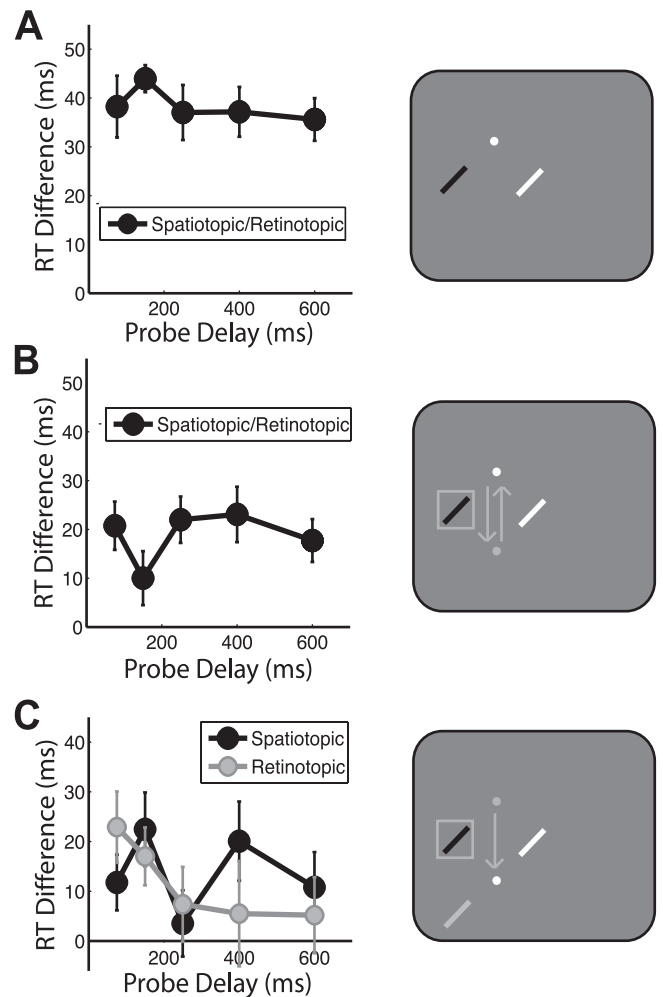 A
RT Difference (ms)
50
40
30
20
10
0
Spatiotopic/Retinotopic
200 400 600
Probe Delay (ms)
B
RT Difference (ms)
50
40
30
20
10
0
Spatiotopic/Retinotopic
200 400 600
Probe Delay (ms)
C
RT Difference (ms)
40
30
20
10
0
Spatiotopic
Retinotopic
200 400 600
Probe Delay (ms)